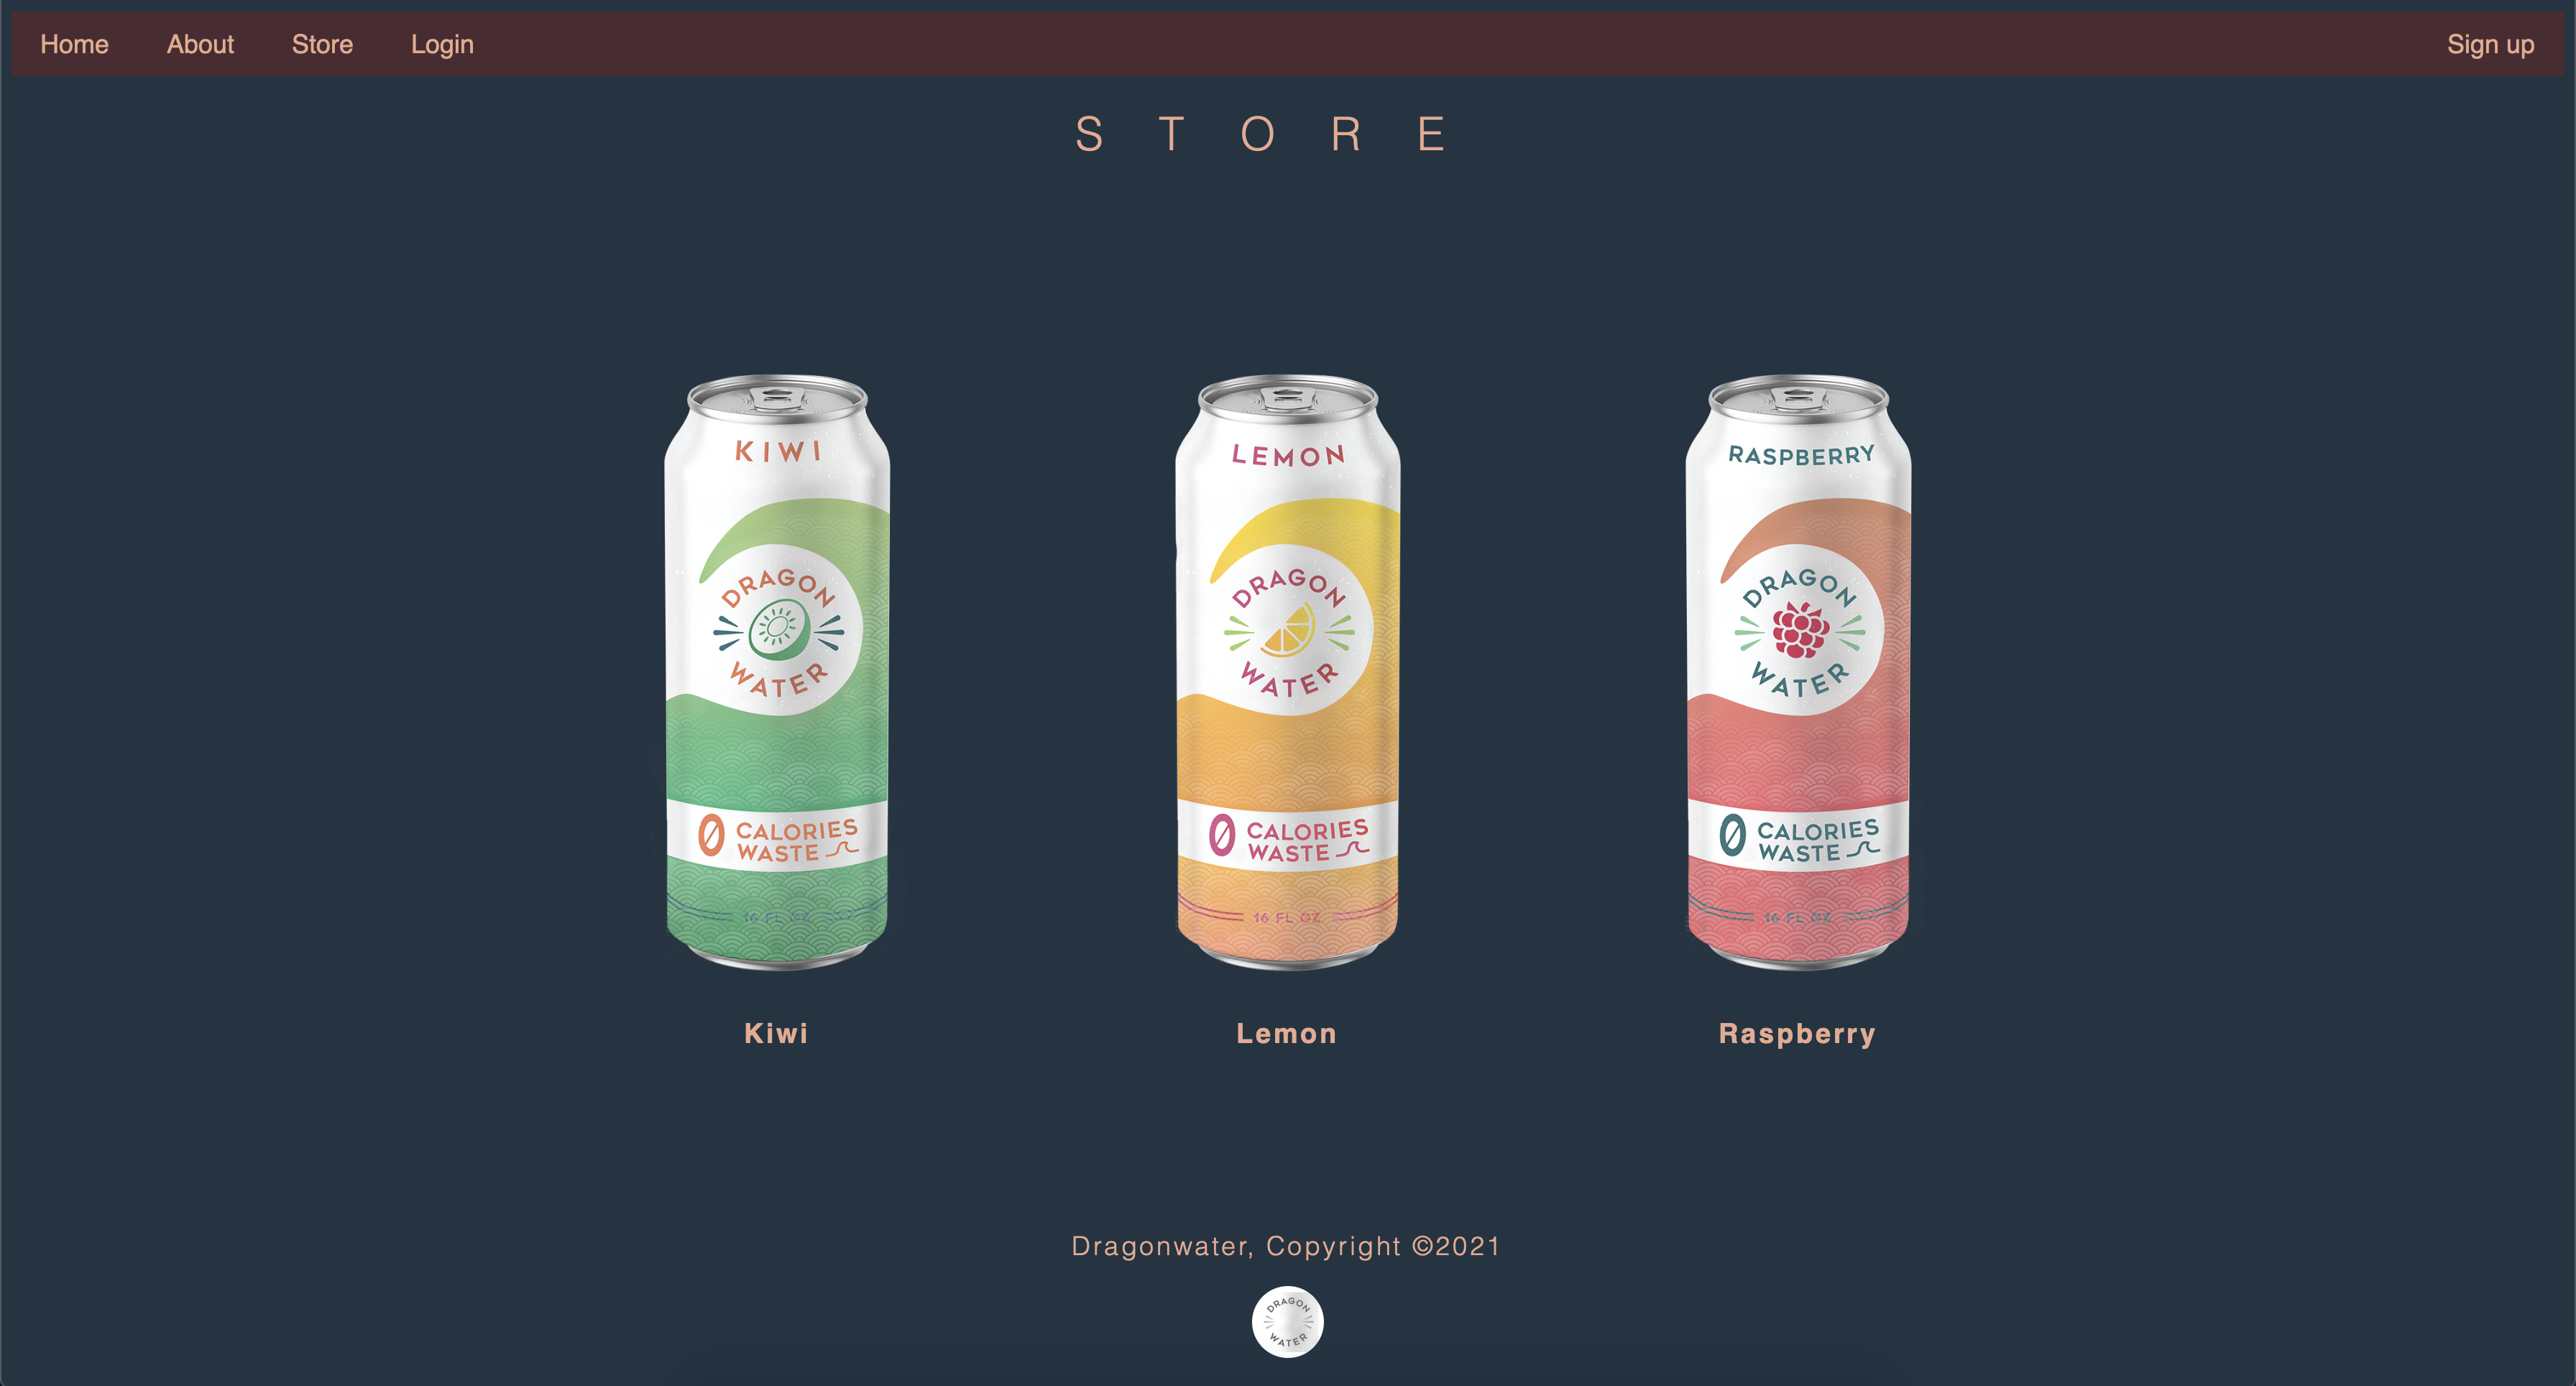 Home About Store Login Sign up
S T O R E
KIWI
DRAGON
WATER
0 CALORIES
WASTE
16 FL OZ
LEMON
DRAGON
WATER
0 CALORIES
WASTE
16 FL OZ
RASPBERRY
DRAGON
WATER
0 CALORIES
WASTE
16 FL OZ
Kiwi
Lemon
Raspberry
Dragonwater, Copyright ©2021
DRAGON
WATER